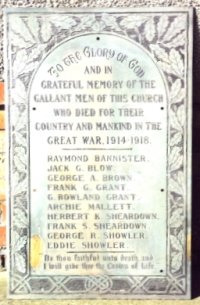 To the Glory of God
AND IN
GRATEFUL MEMORY OF THE
GALLANT MEN OF THIS CHURCH
WHO DIED FOR THEIR
COUNTRY AND MANKIND IN THE
GREAT WAR, 1914-1918.
RAYMOND BANNISTER.
JACK G. BLOW.
GEORGE A. BROWN.
FRANK G. GRANT.
G. ROWLAND GRANT.
ARCHIE MALLETT.
HERBERT K. SHEARDOWN.
FRANK S. SHEARDOWN.
GEORGE R. SHOWLER.
EDDIE SHOWLER.
Be thou faithful unto death and
I will give thee the Crown of Life.